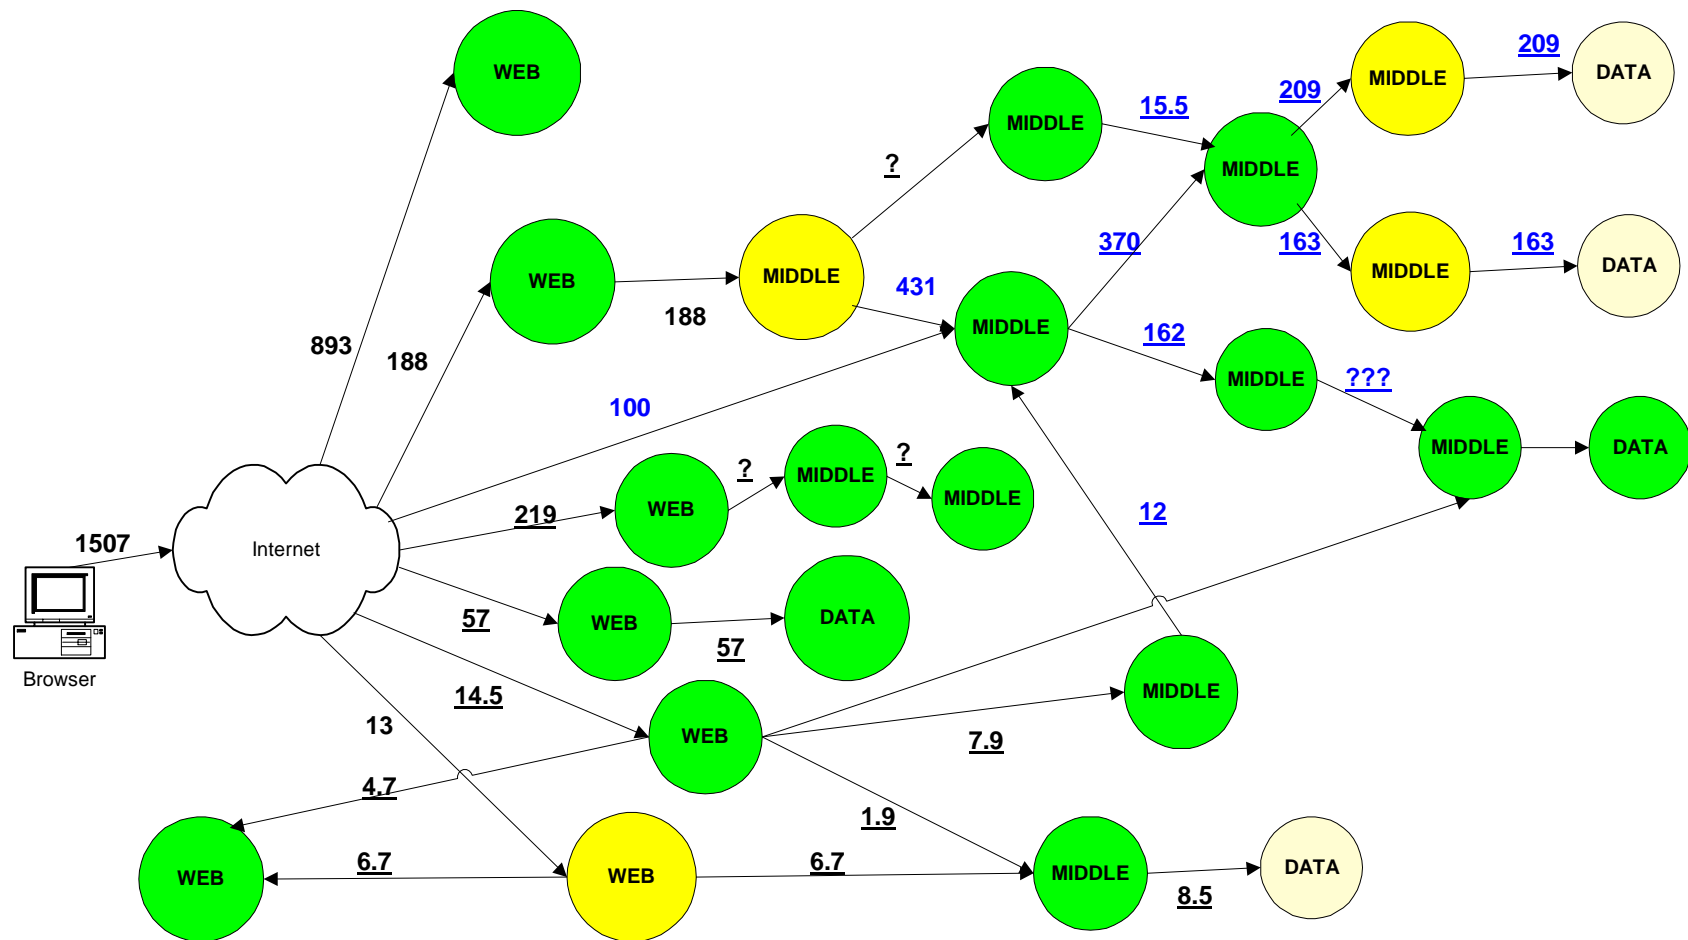 WEB
209
209
MIDDLE
DATA
15.5
MIDDLE
?
MIDDLE
370
163
163
MIDDLE
DATA
WEB
MIDDLE
431
188
MIDDLE
162
893
188
MIDDLE
???
100
MIDDLE
DATA
?
MIDDLE
?
MIDDLE
219
WEB
12
1507
Internet
57
WEB
DATA
57
Browser
14.5
MIDDLE
13
WEB
7.9
4.7
1.9
WEB
6.7
WEB
6.7
MIDDLE
8.5
DATA